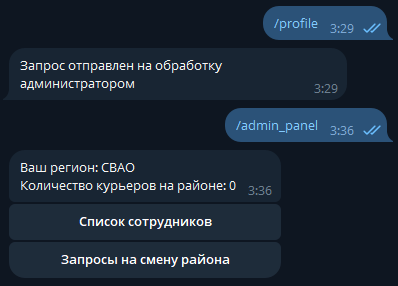 /profile 3:29
Запрос отправлен на обработку
администратором 3:29
/admin_panel 3:36
Ваш регион: СВАО
Количество курьеров на районе: 0 3:36
Список сотрудников
Запросы на смену района